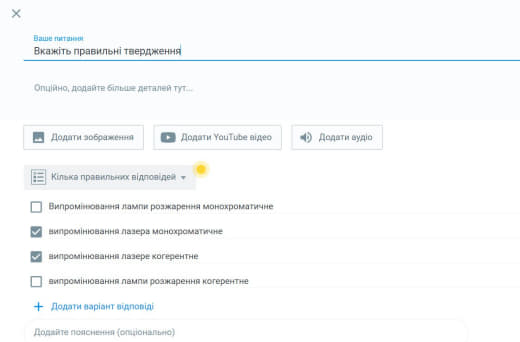 Ваше питання
Вкажіть правильні твердження
Опційно, додайте більше деталей тут...
Додати зображення
Додати YouTube відео
Додати аудіо
Кілька правильних відповідей
Випромінювання лампи розжарення монохроматичне
випромінювання лазера монохроматичне
випромінювання лазере когерентне
випромінювання лампи розжарення когерентне
Додати варіант відповіді
Додайте пояснення (опціонально)